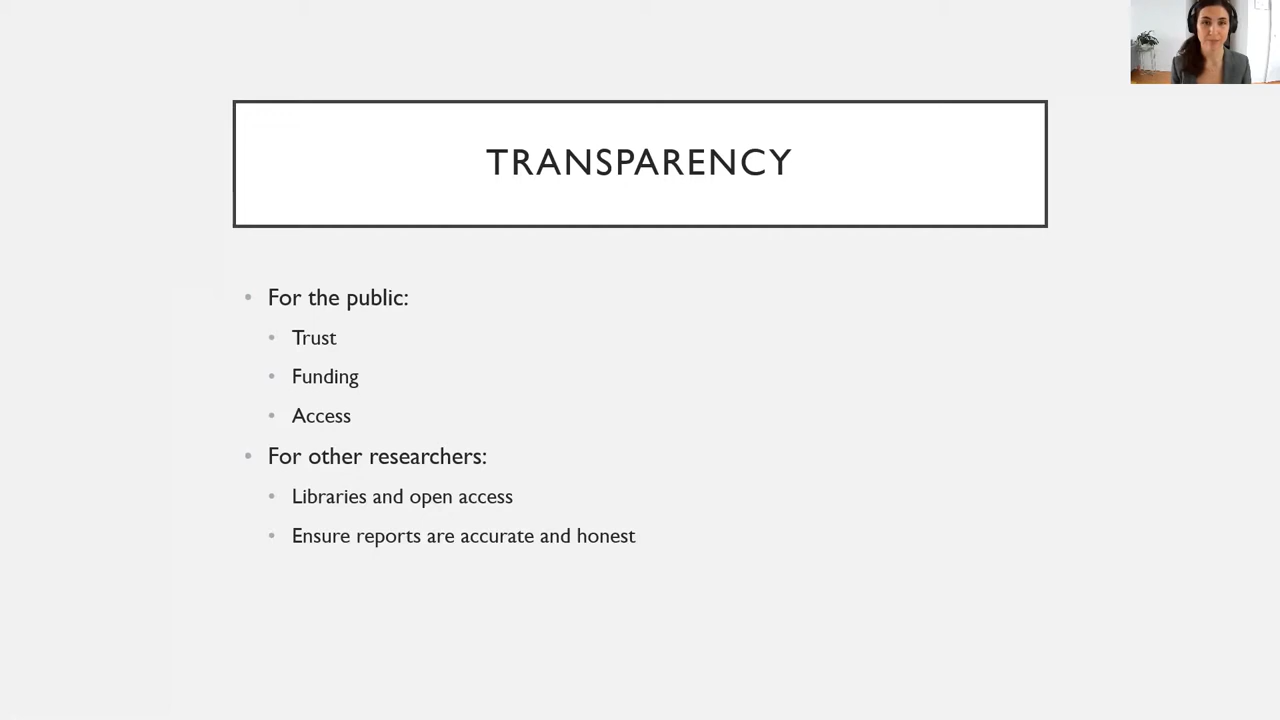 TRANSPARENCY
For the public:
Trust
Funding
Access
For other researchers:
Libraries and open access
Ensure reports are accurate and honest